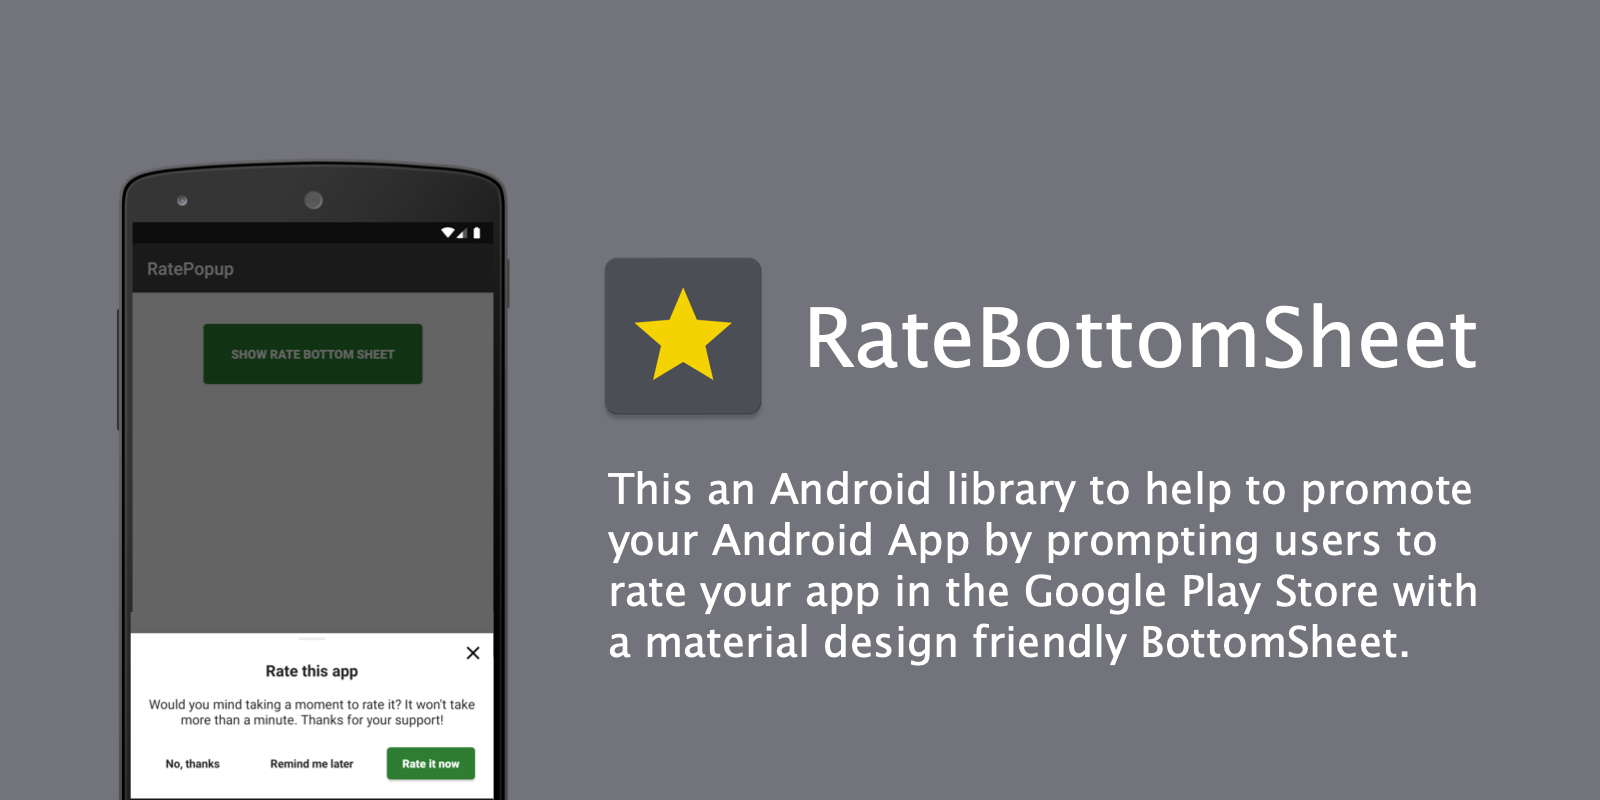 RatePopup
SHOW RATE BOTTOM SHEET
Rate this app
Would you mind taking a moment to rate it? It won't take
more than a minute. Thanks for your support!
No, thanks
Remind me later
Rate it now
RateBottomSheet
This an Android library to help to promote
your Android App by prompting users to
rate your app in the Google Play Store with
a material design friendly BottomSheet.